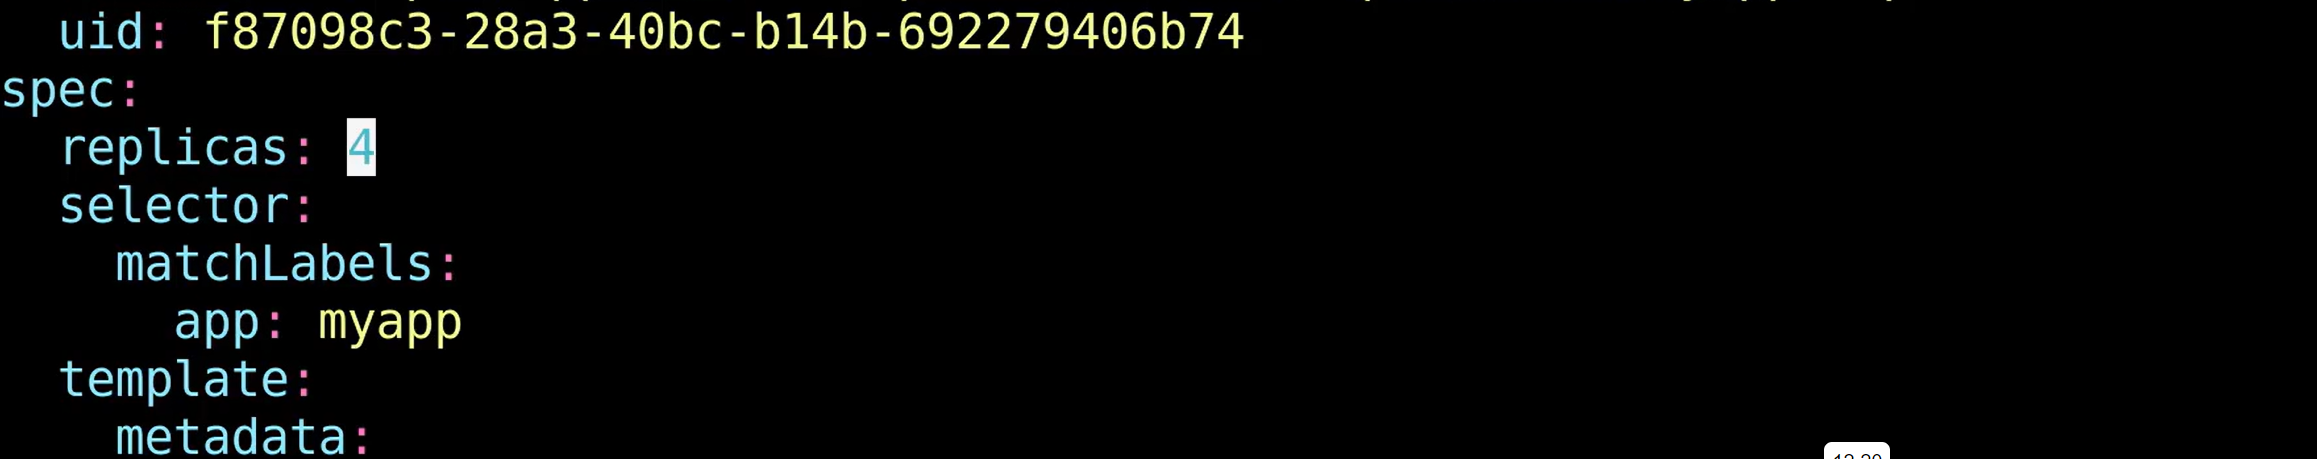 uid: f87098c3-28a3-40bc-b14b-692279406b74
spec:
  replicas: 4
  selector:
    matchLabels:
      app: myapp
  template:
    metadata: